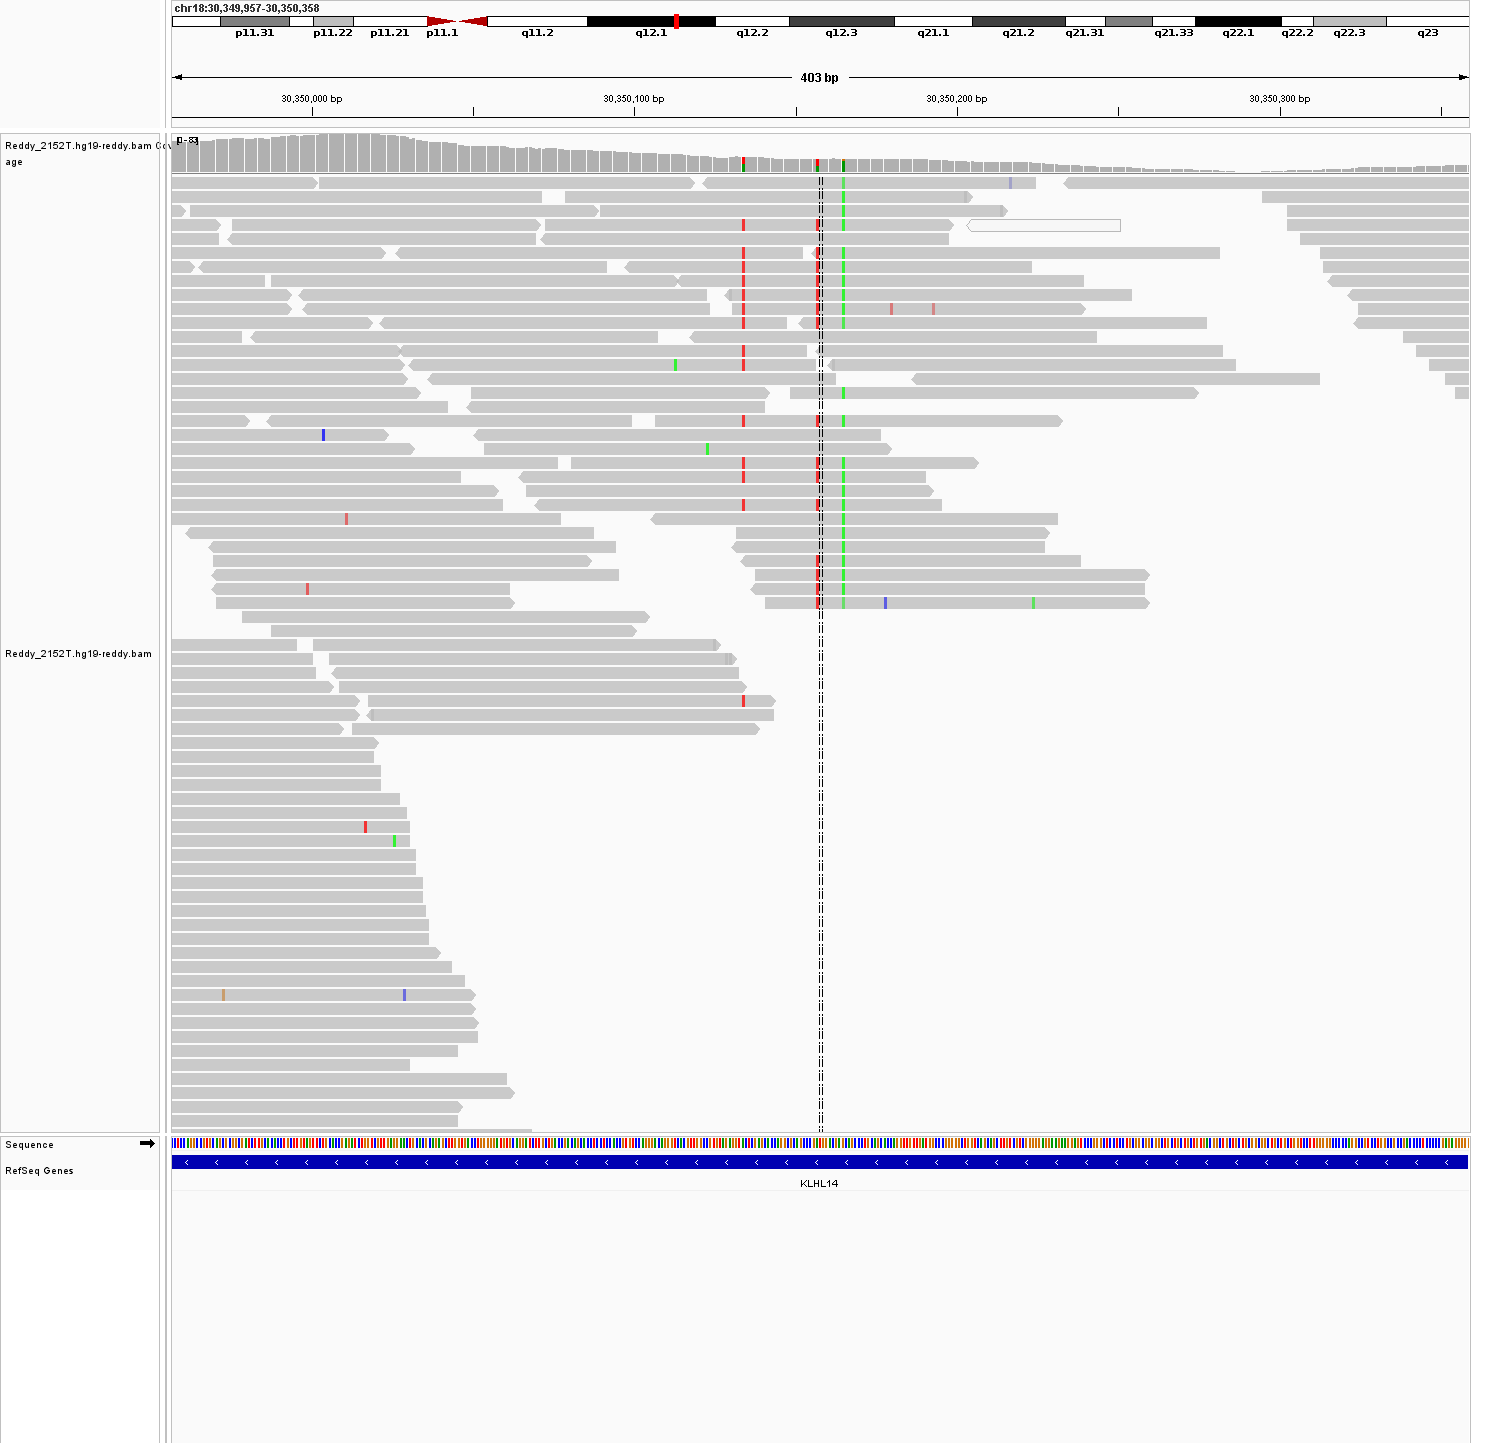 chr18:30,349,957-30,350,358
p11.31 p11.22 p11.21 p11.1 q11.2 q12.1 q12.2 q12.3 q21.1 q21.2 q21.31 q21.33 q22.1 q22.2 q22.3 q23
403 bp
30,350,000 bp 30,350,100 bp 30,350,200 bp 30,350,300 bp
Reddy_2152T.hg19-reddy.bam Cov
age
Reddy_2152T.hg19-reddy.bam
Sequence
RefSeq Genes
KLHL14